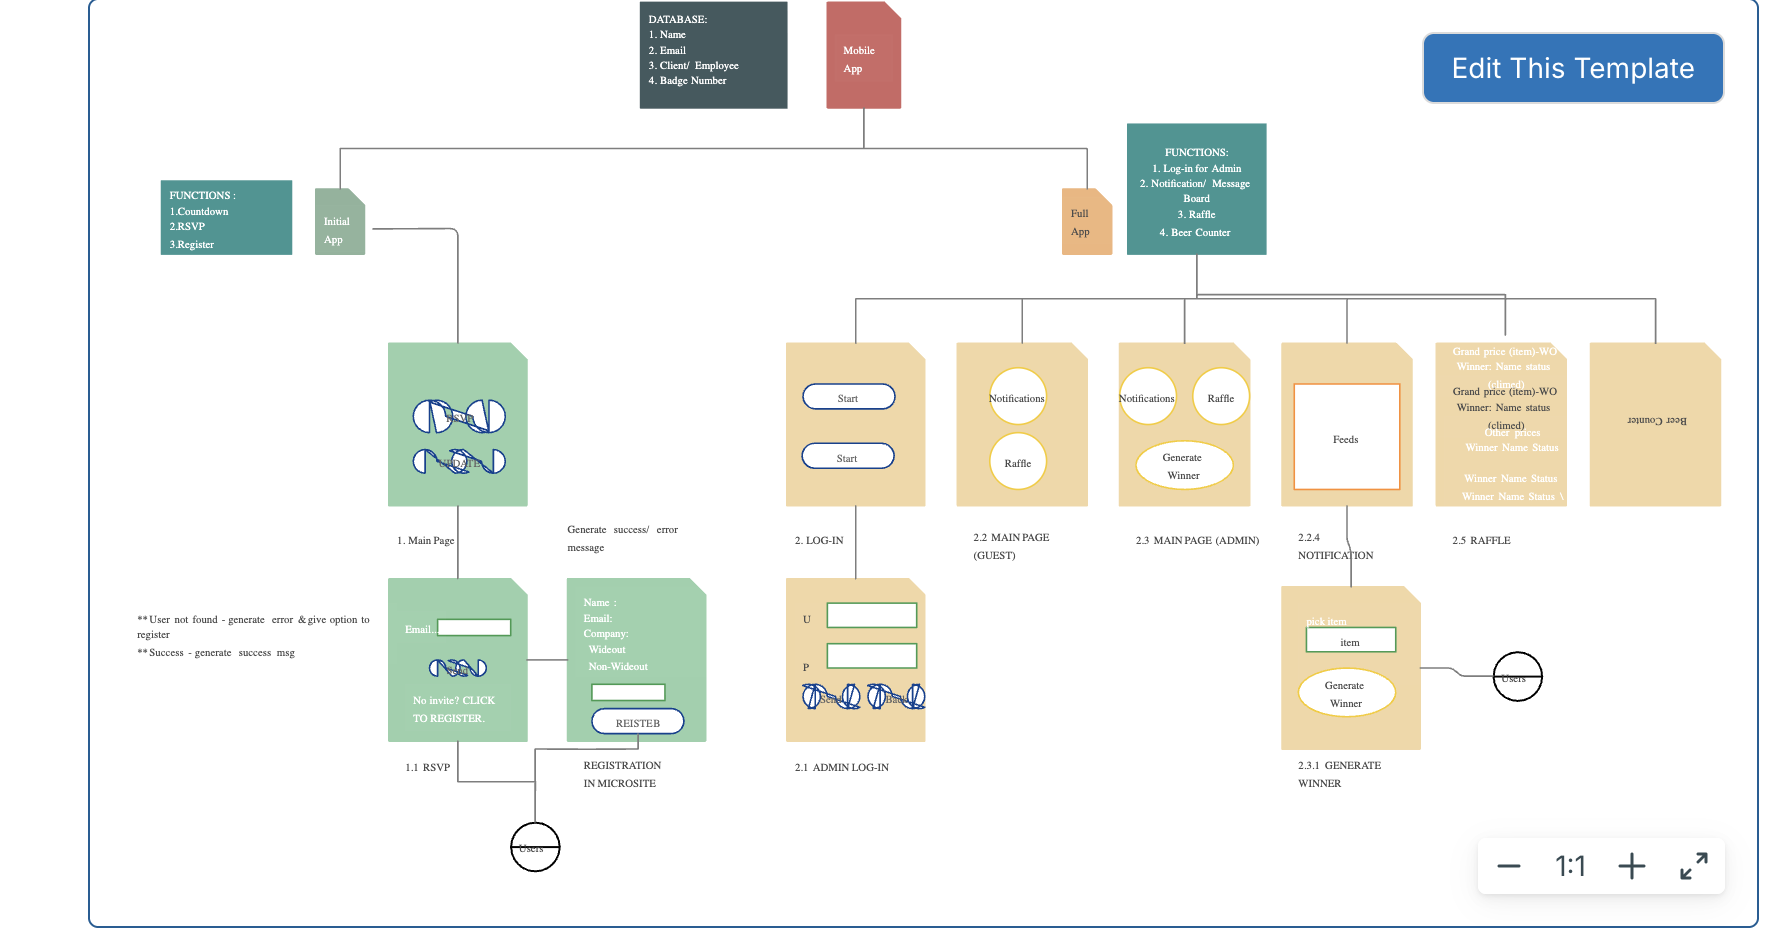 DATABASE:
1. Name
2. Email
3. Client/ Employee
4. Badge Number
Mobile
App
Edit This Template
FUNCTIONS :
1.Countdown
2.RSVP
3.Register
Initial
App
Full
App
FUNCTIONS:
1. Log-in for Admin
2. Notification/ Message
Board
3. Raffle
4. Beer Counter
RSVP
UPDATE
Start
Start
Notifications
Raffle
Notifications
Raffle
Generate
Winner
Feeds
Grand price (item)-WO
Winner: Name status
(climed)
Grand price (item)-WO
Winner: Name status
(climed)
Other prices
Winner Name Status
Winner Name Status
Winner Name Status \
Beer Counter
1. Main Page
Generate success/ error
message
2. LOG-IN
2.2 MAIN PAGE
(GUEST)
2.3 MAIN PAGE (ADMIN)
2.2.4
NOTIFICATION
2.5 RAFFLE
**User not found - generate error & give option to
register
**Success - generate success msg
Email..
No invite? CLICK
TO REGISTER.
Name :
Email:
Company:
Wideout
Non-Wideout
REISTEB
U
P
Send
Back
pick item
item
Generate
Winner
Users
1.1 RSVP
REGISTRATION
IN MICROSITE
2.1 ADMIN LOG-IN
2.3.1 GENERATE
WINNER
Users
1:1